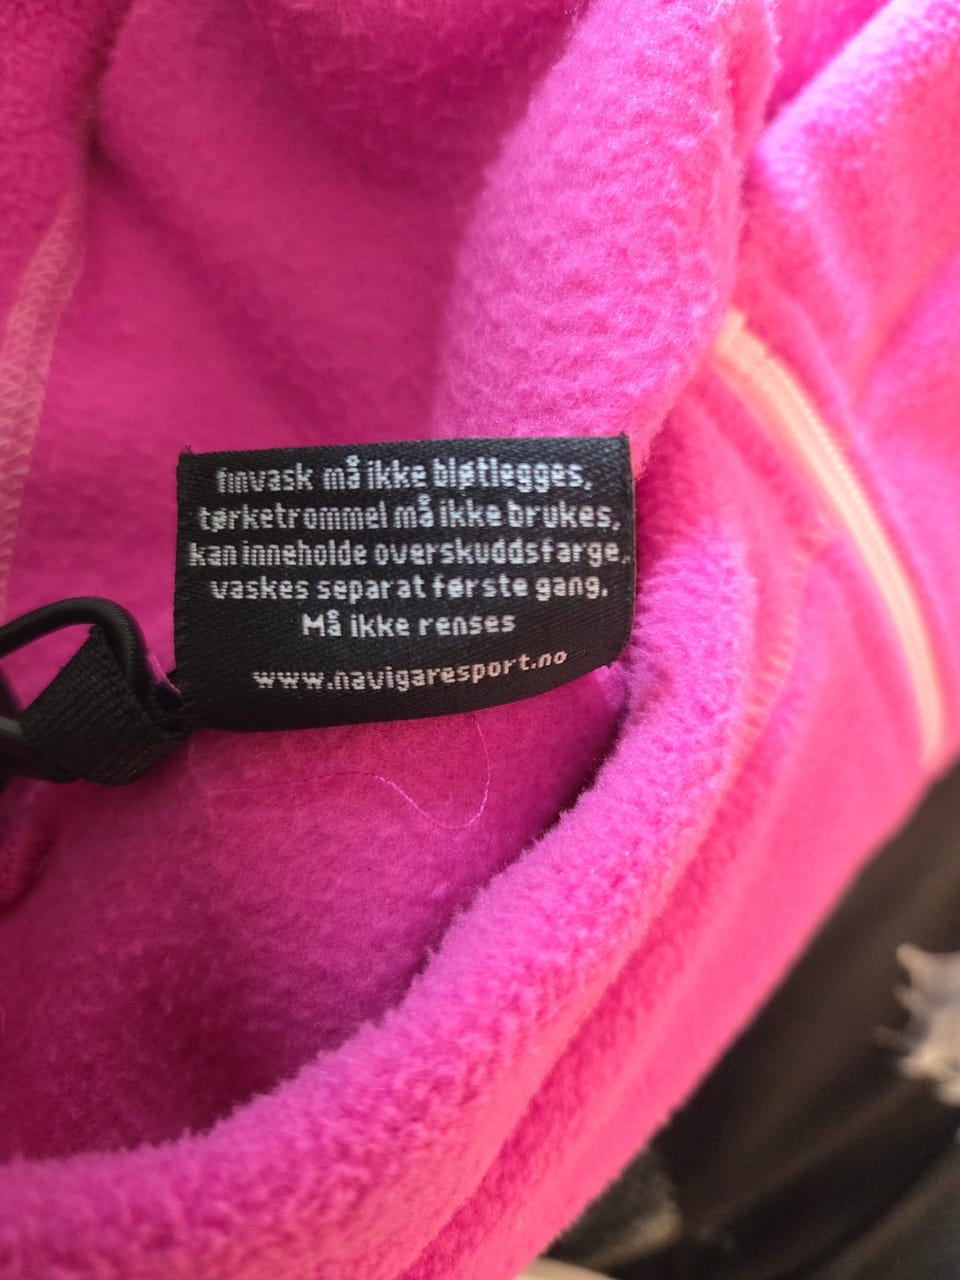 finvask må ikke bløtlegges,
tørketrommel må ikke brukes,
kan inneholde overskuddsfarge,
vaskes separat første gang.
Må ikke renses
www.navigaresport.no